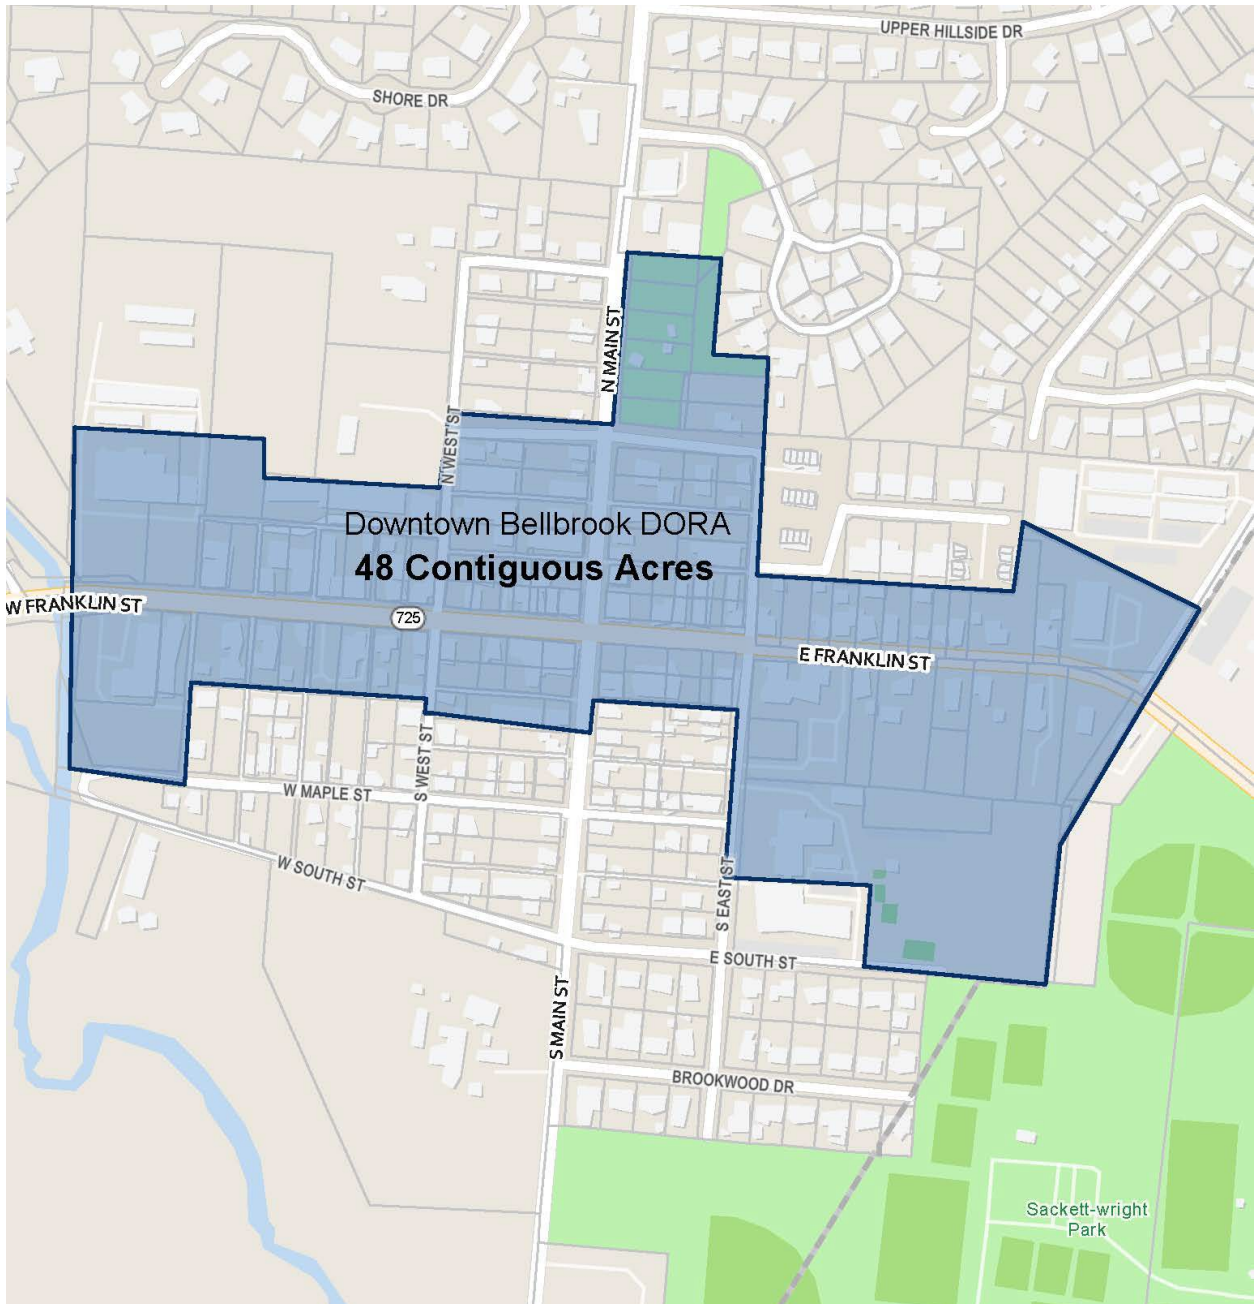 UPPER HILLSIDE DR
SHORE DR
N MAIN ST
N WEST ST
Downtown Bellbrook DORA
48 Contiguous Acres
W FRANKLIN ST
725
E FRANKLIN ST
S WEST ST
W MAPLE ST
W SOUTH ST
S EAST ST
E SOUTH ST
S MAIN ST
BROOKWOOD DR
Sackett-wright
Park